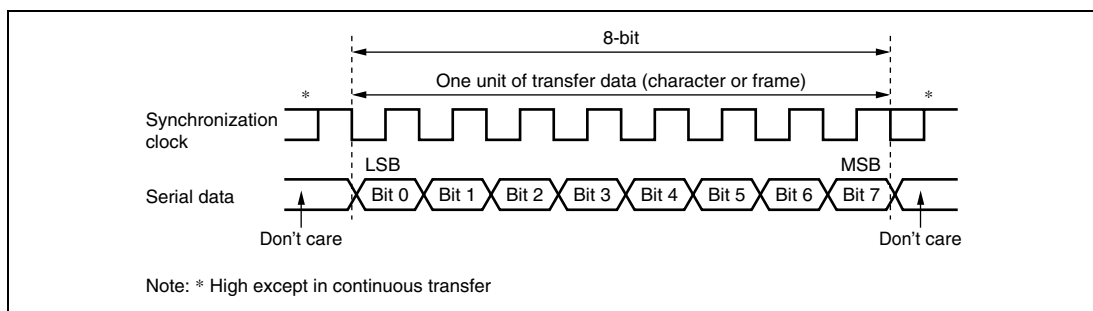 8-bit
One unit of transfer data (character or frame)
* *
Synchronization
clock
LSB MSB
Serial data Bit 0 Bit 1 Bit 2 Bit 3 Bit 4 Bit 5 Bit 6 Bit 7
Don't care Don't care
Note: * High except in continuous transfer